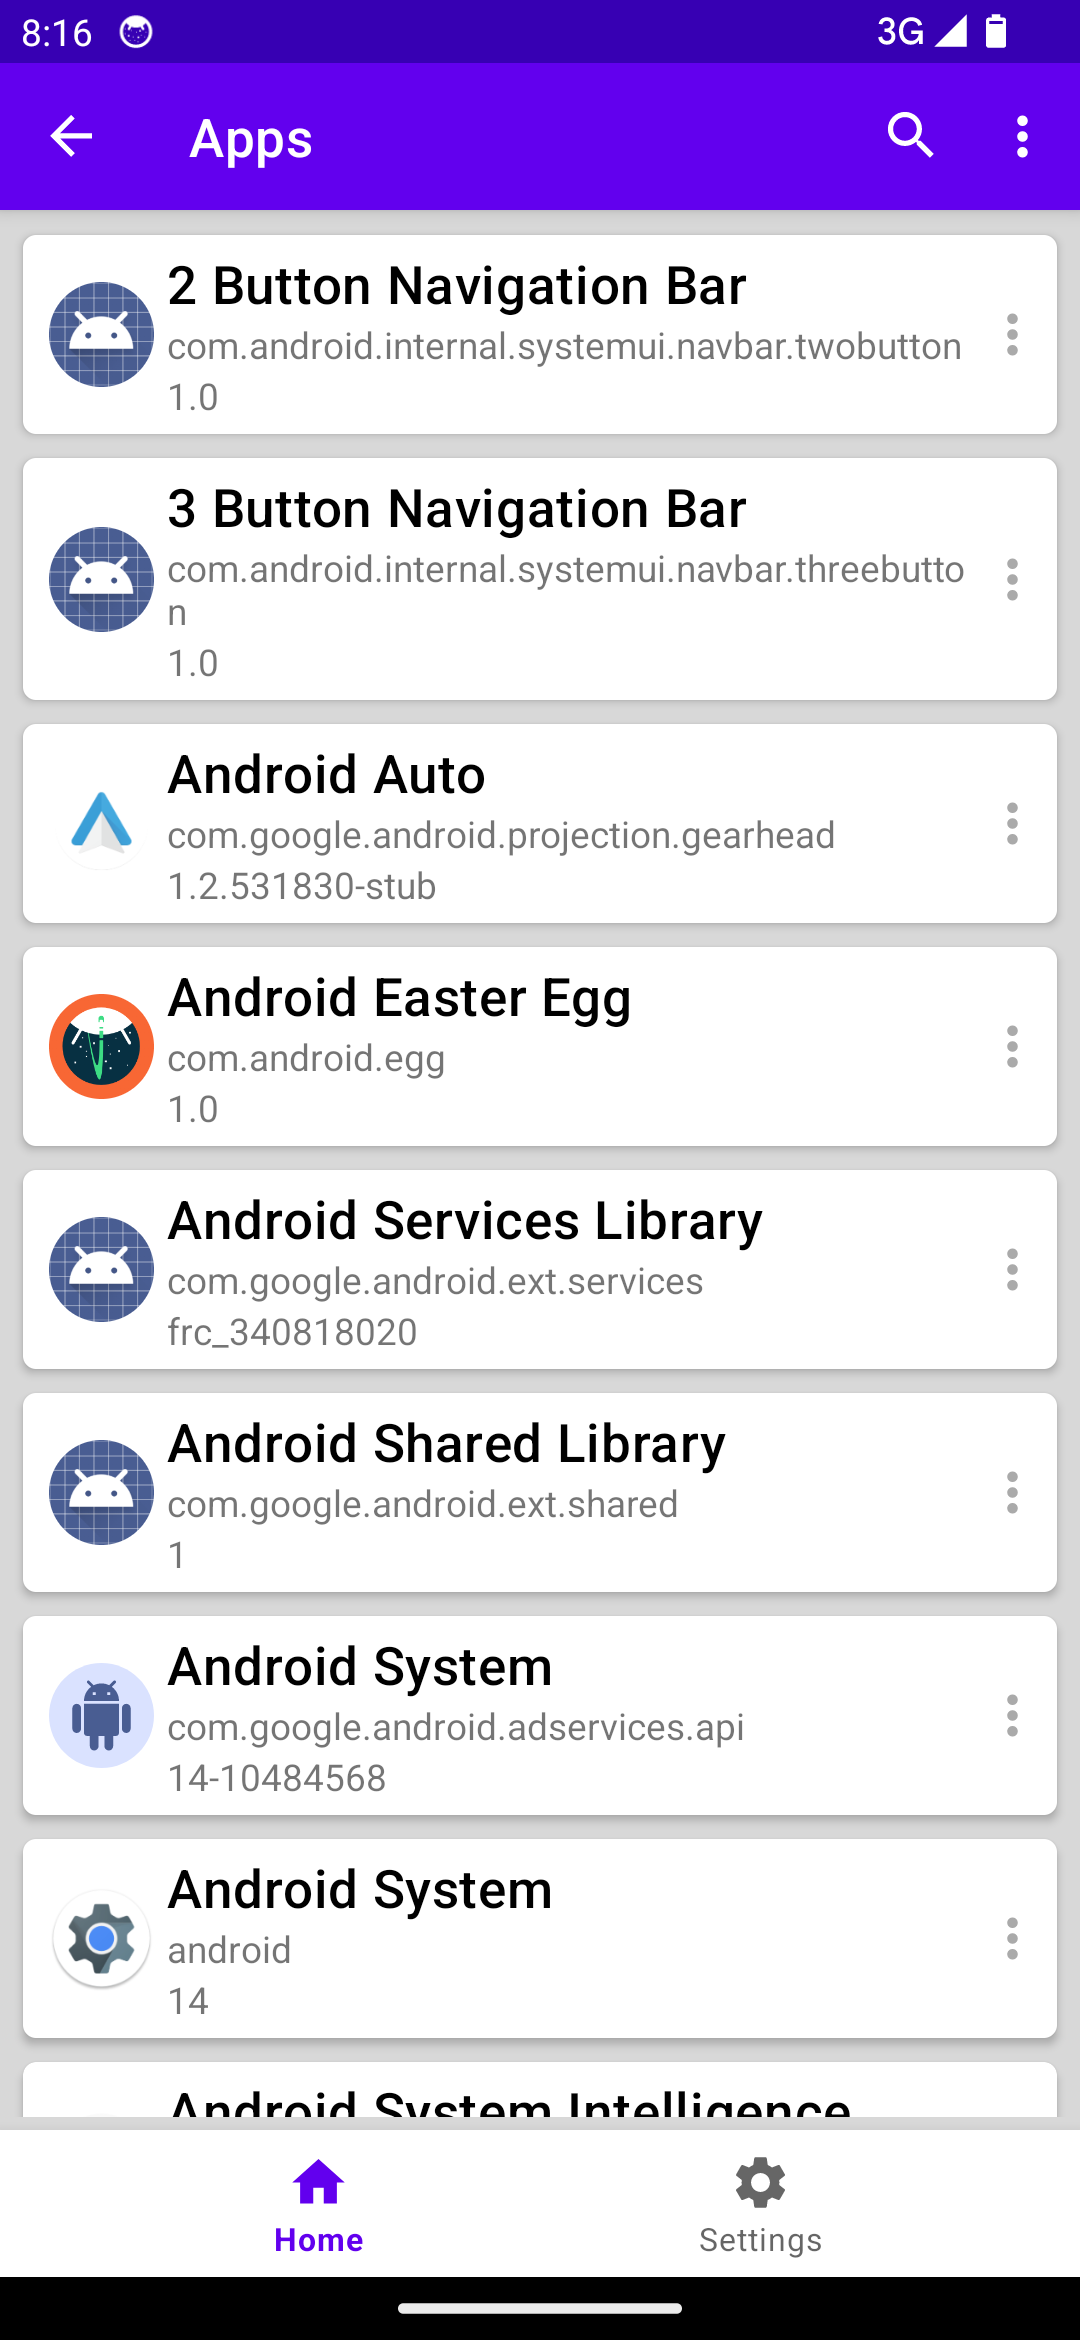 8:16
3G
Apps
2 Button Navigation Bar
com.android.internal.systemui.navbar.twobutton
1.0
3 Button Navigation Bar
com.android.internal.systemui.navbar.threebutto
n
1.0
Android Auto
com.google.android.projection.gearhead
1.2.531830-stub
Android Easter Egg
com.android.egg
1.0
Android Services Library
com.google.android.ext.services
frc_340818020
Android Shared Library
com.google.android.ext.shared
1
Android System
com.google.android.adservices.api
14-10484568
Android System
android
14
Android System Intelligence
Home
Settings